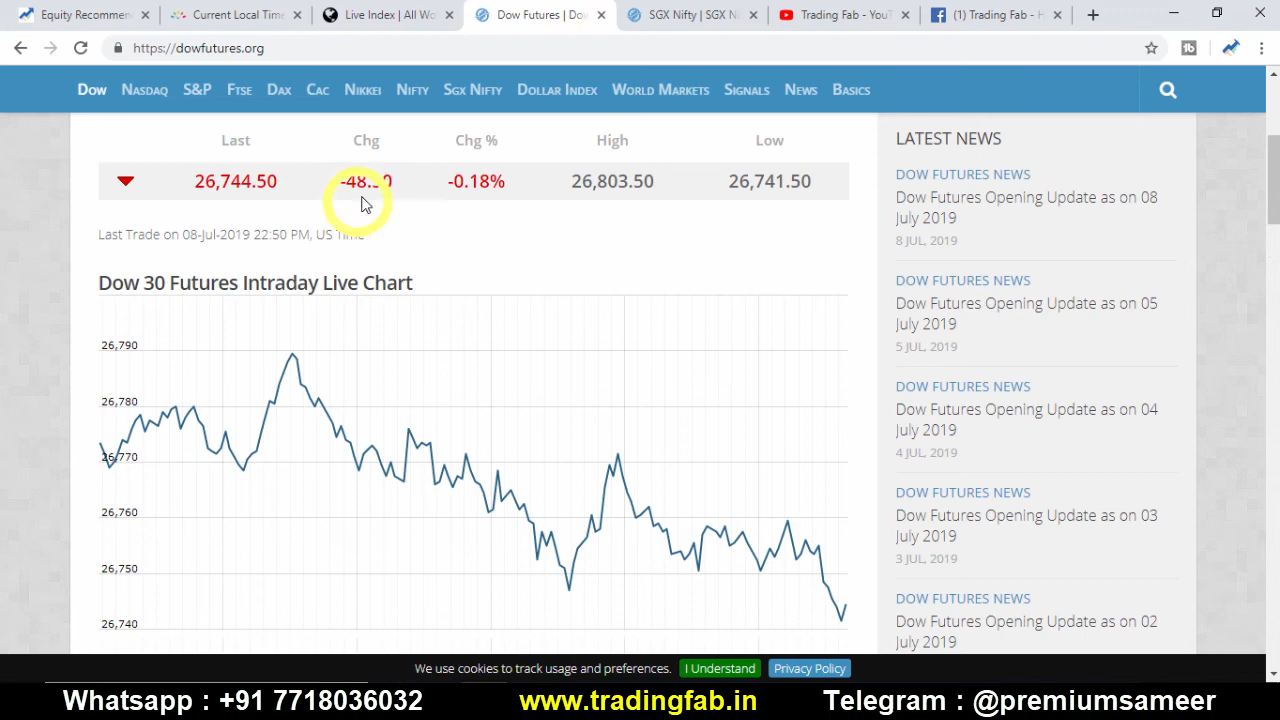 Equity Recommen
Current Local Time
Live Index | All Wo
Dow Futures | Dow
SGX Nifty | SGX N
Trading Fab - YouT
(1) Trading Fab - H
https://dowfutures.org
Dow Nasdaq S&P Ftse Dax Cac Nikkei Nifty Sgx Nifty Dollar Index World Markets Signals News Basics
Last Chg Chg % High Low
26,744.50 -48.50 -0.18% 26,803.50 26,741.50
Last Trade on 08-Jul-2019 22:50 PM, US Time
Dow 30 Futures Intraday Live Chart
26,790
26,780
26,770
26,760
26,750
26,740
LATEST NEWS
DOW FUTURES NEWS
Dow Futures Opening Update as on 08
July 2019
8 JUL, 2019
DOW FUTURES NEWS
Dow Futures Opening Update as on 05
July 2019
5 JUL, 2019
DOW FUTURES NEWS
Dow Futures Opening Update as on 04
July 2019
4 JUL, 2019
DOW FUTURES NEWS
Dow Futures Opening Update as on 03
July 2019
3 JUL, 2019
DOW FUTURES NEWS
Dow Futures Opening Update as on 02
July 2019
We use cookies to track usage and preferences. I Understand Privacy Policy
Whatsapp : +91 7718036032 www.tradingfab.in Telegram : @premiumsameer